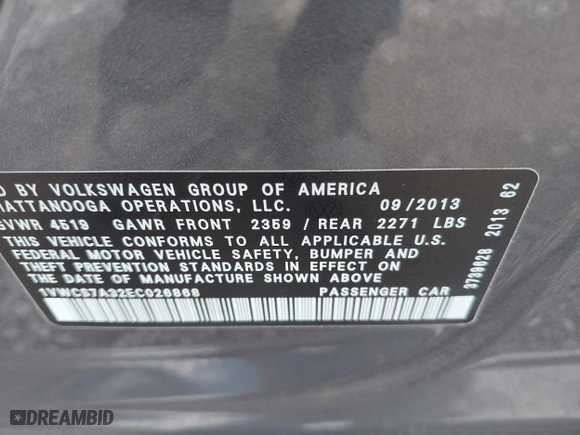 D BY VOLKSWAGEN GROUP OF AMERICA
HATTANOOGA OPERATIONS, LLC. 09/2013
GVWR 4519 GAWR FRONT 2359 / REAR 2271 LBS
THIS VEHICLE CONFORMS TO ALL APPLICABLE U.S.
FEDERAL MOTOR VEHICLE SAFETY, BUMPER AND
THEFT PREVENTION STANDARDS IN EFFECT ON
THE DATE OF MANUFACTURE SHOWN ABOVE
1VWCS7A32EC026868 PASSENGER CAR
3799628 2013 62
DREAMBID